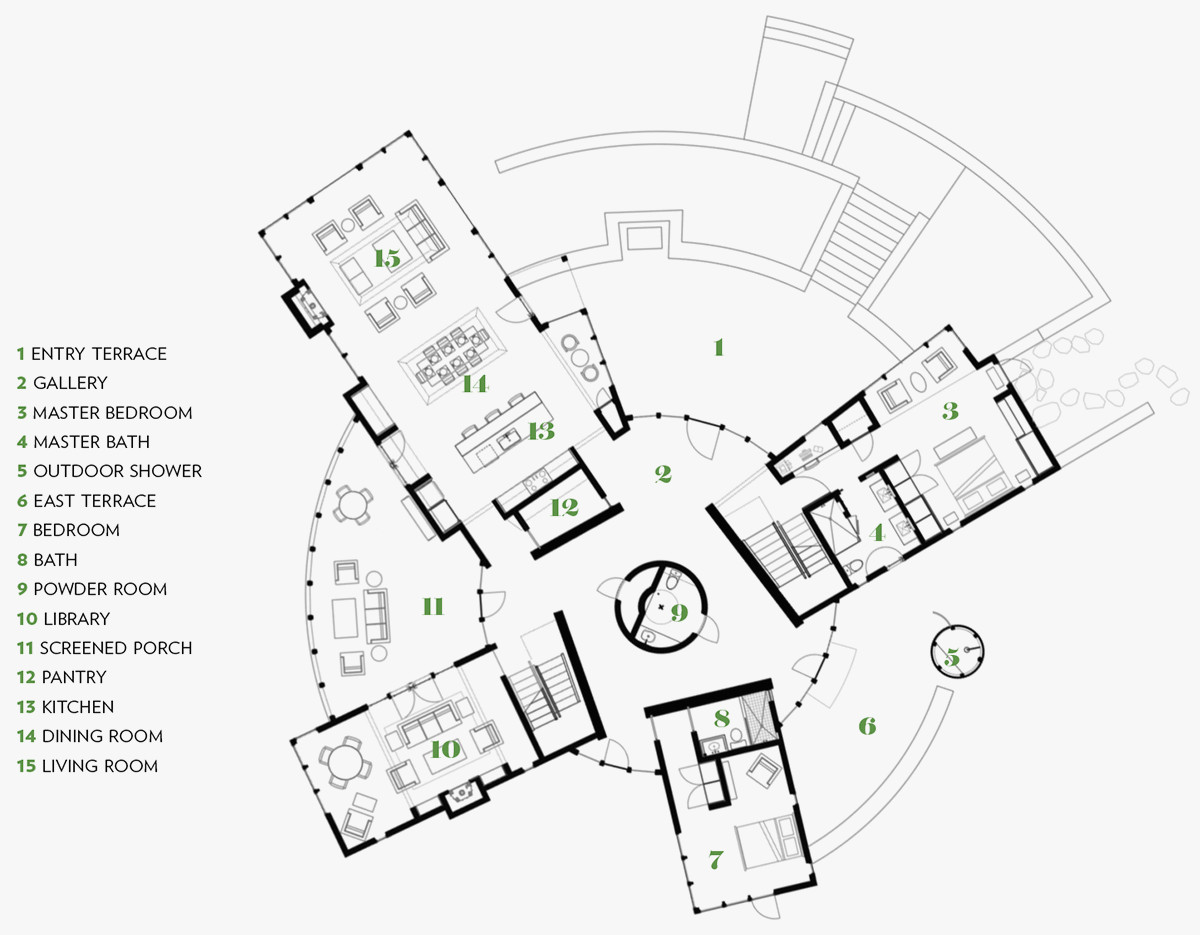 1 ENTRY TERRACE
2 GALLERY
3 MASTER BEDROOM
4 MASTER BATH
5 OUTDOOR SHOWER
6 EAST TERRACE
7 BEDROOM
8 BATH
9 POWDER ROOM
10 LIBRARY
11 SCREENED PORCH
12 PANTRY
13 KITCHEN
14 DINING ROOM
15 LIVING ROOM
15
1
14
3
13
2
12
4
11
9
5
8
6
10
7